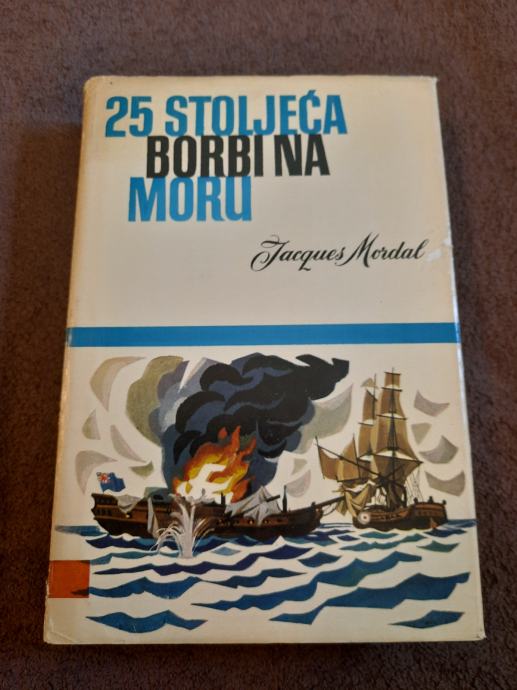 25 STOLJEĆA
BORBI NA
MORU
Jacques Mordal